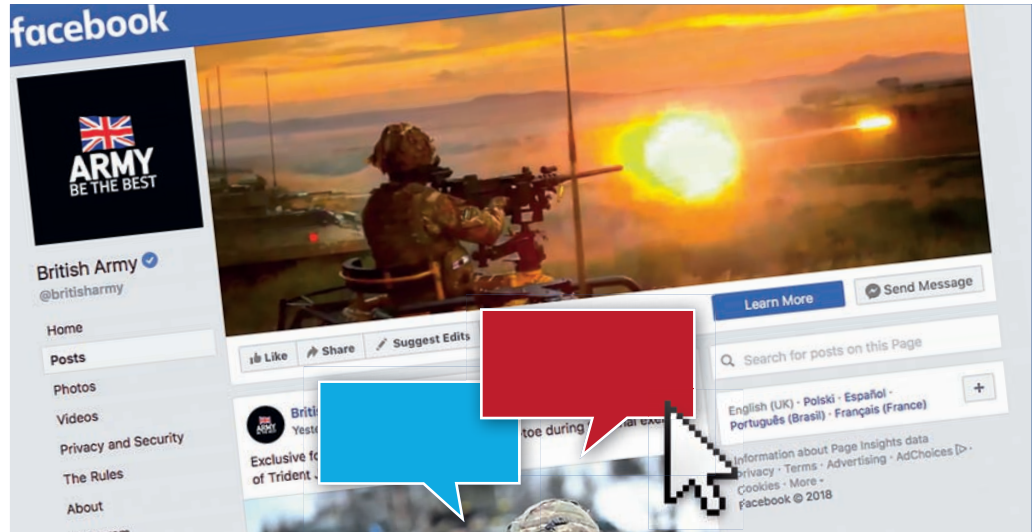 facebook
ARMY
BE THE BEST
British Army
@britisharmy
Home
Posts
Photos
Videos
Privacy and Security
The Rules
About
Like
Share
Suggest Edits
Learn More
Send Message
Search for posts on this Page
English (UK) · Polski · Español ·
Português (Brasil) · Français (France)
+
Information about Page Insights data
Privacy · Terms · Advertising · AdChoices ·
Cookies · More
Facebook © 2018
ARMY
during
Exclusive
of Trident